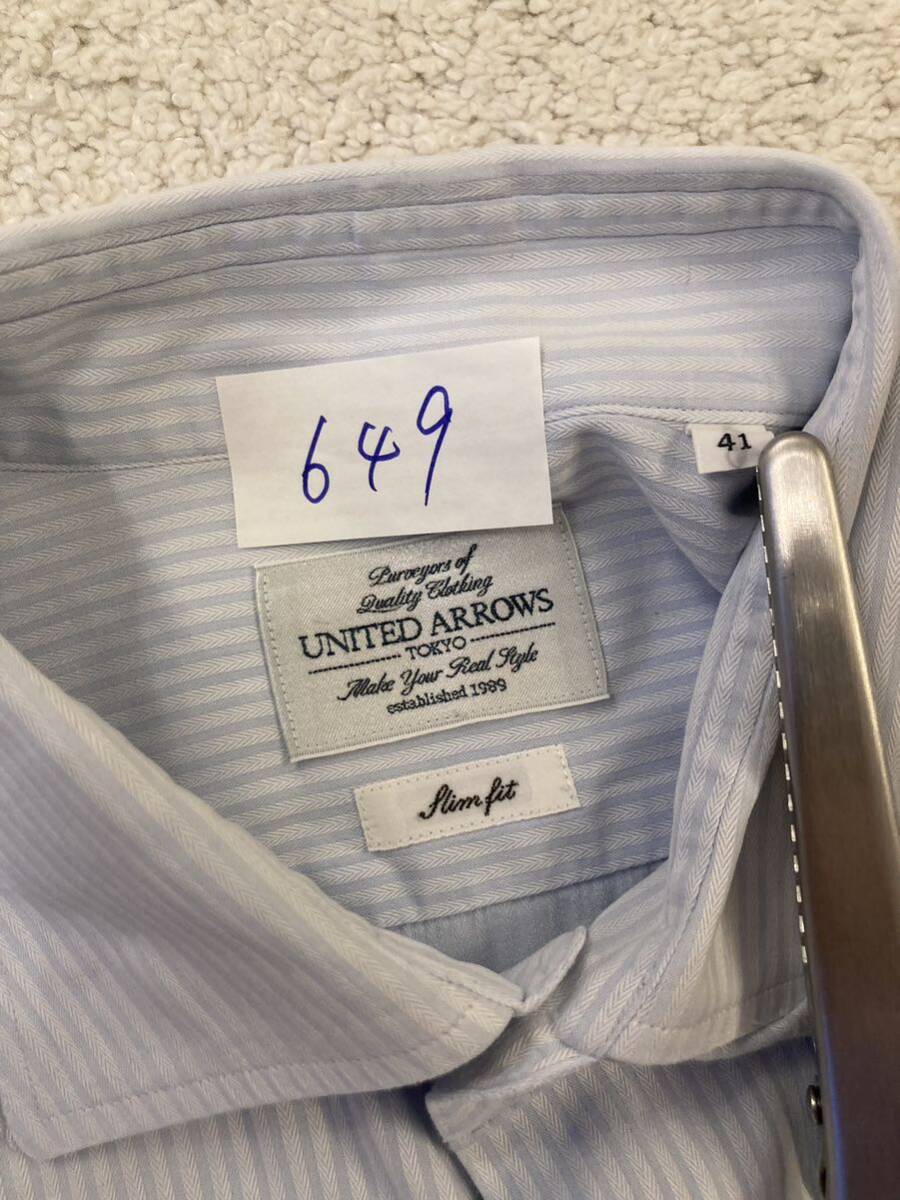 649
41
Purveyors of
Quality Clothing
UNITED ARROWS
TOKYO
Make Your Real Style
established 1989
Slim fit